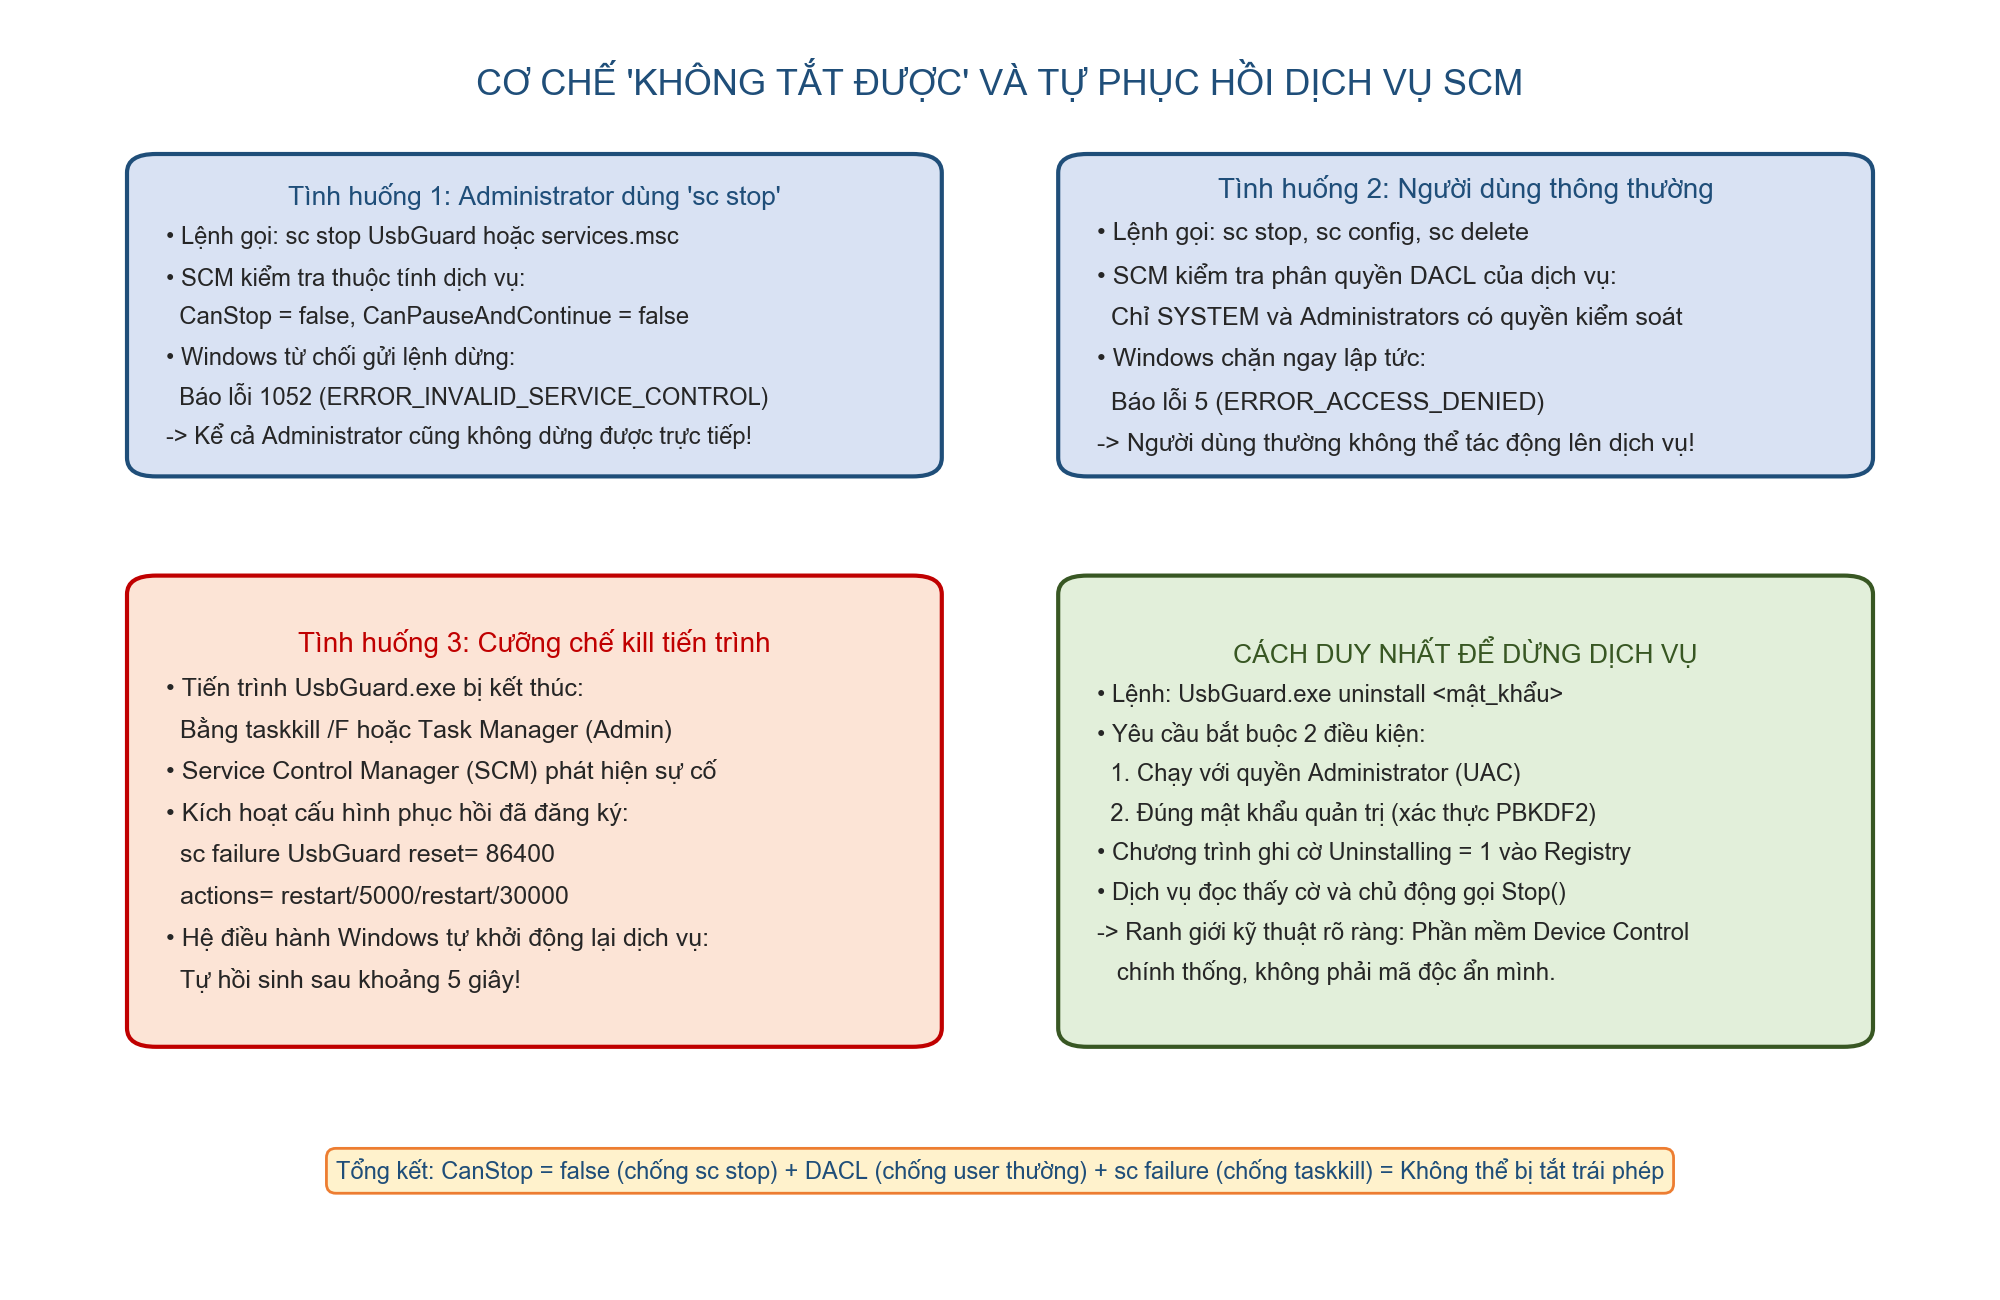 CƠ CHẾ 'KHÔNG TẮT ĐƯỢC' VÀ TỰ PHỤC HỒI DỊCH VỤ SCM
Tình huống 1: Administrator dùng 'sc stop'
• Lệnh gọi: sc stop UsbGuard hoặc services.msc
• SCM kiểm tra thuộc tính dịch vụ:
CanStop = false, CanPauseAndContinue = false
• Windows từ chối gửi lệnh dừng:
Báo lỗi 1052 (ERROR_INVALID_SERVICE_CONTROL)
-> Kể cả Administrator cũng không dừng được trực tiếp!
Tình huống 2: Người dùng thông thường
• Lệnh gọi: sc stop, sc config, sc delete
• SCM kiểm tra phân quyền DACL của dịch vụ:
Chỉ SYSTEM và Administrators có quyền kiểm soát
• Windows chặn ngay lập tức:
Báo lỗi 5 (ERROR_ACCESS_DENIED)
-> Người dùng thường không thể tác động lên dịch vụ!
Tình huống 3: Cưỡng chế kill tiến trình
• Tiến trình UsbGuard.exe bị kết thúc:
Bằng taskkill /F hoặc Task Manager (Admin)
• Service Control Manager (SCM) phát hiện sự cố
• Kích hoạt cấu hình phục hồi đã đăng ký:
sc failure UsbGuard reset= 86400
actions= restart/5000/restart/30000
• Hệ điều hành Windows tự khởi động lại dịch vụ:
Tự hồi sinh sau khoảng 5 giây!
CÁCH DUY NHẤT ĐỂ DỪNG DỊCH VỤ
• Lệnh: UsbGuard.exe uninstall <mật_khẩu>
• Yêu cầu bắt buộc 2 điều kiện:
1. Chạy với quyền Administrator (UAC)
2. Đúng mật khẩu quản trị (xác thực PBKDF2)
• Chương trình ghi cờ Uninstalling = 1 vào Registry
• Dịch vụ đọc thấy cờ và chủ động gọi Stop()
-> Ranh giới kỹ thuật rõ ràng: Phần mềm Device Control
chính thống, không phải mã độc ẩn mình.
Tổng kết: CanStop = false (chống sc stop) + DACL (chống user thường) + sc failure (chống taskkill) = Không thể bị tắt trái phép